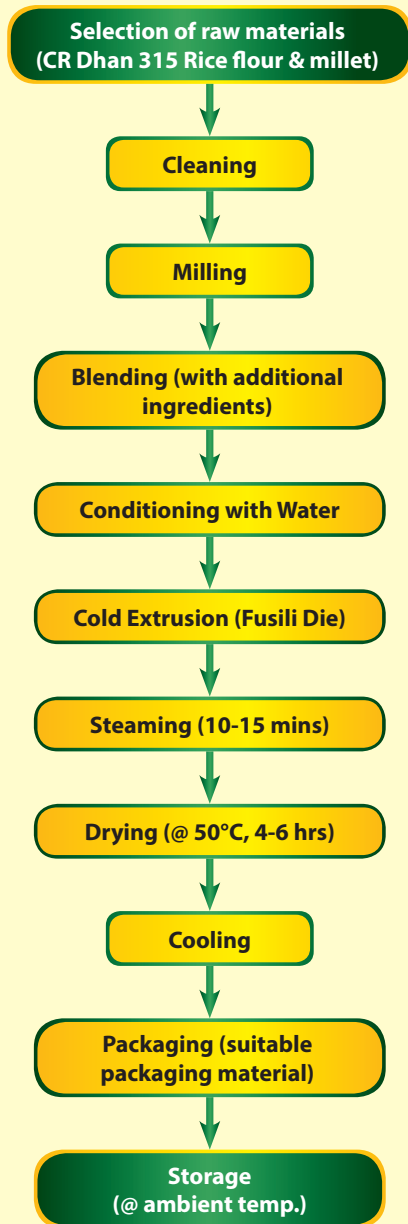 Selection of raw materials
(CR Dhan 315 Rice flour & millet)
Cleaning
Milling
Blending (with additional
ingredients)
Conditioning with Water
Cold Extrusion (Fusili Die)
Steaming (10-15 mins)
Drying (@ 50°C, 4-6 hrs)
Cooling
Packaging (suitable
packaging material)
Storage
(@ ambient temp.)